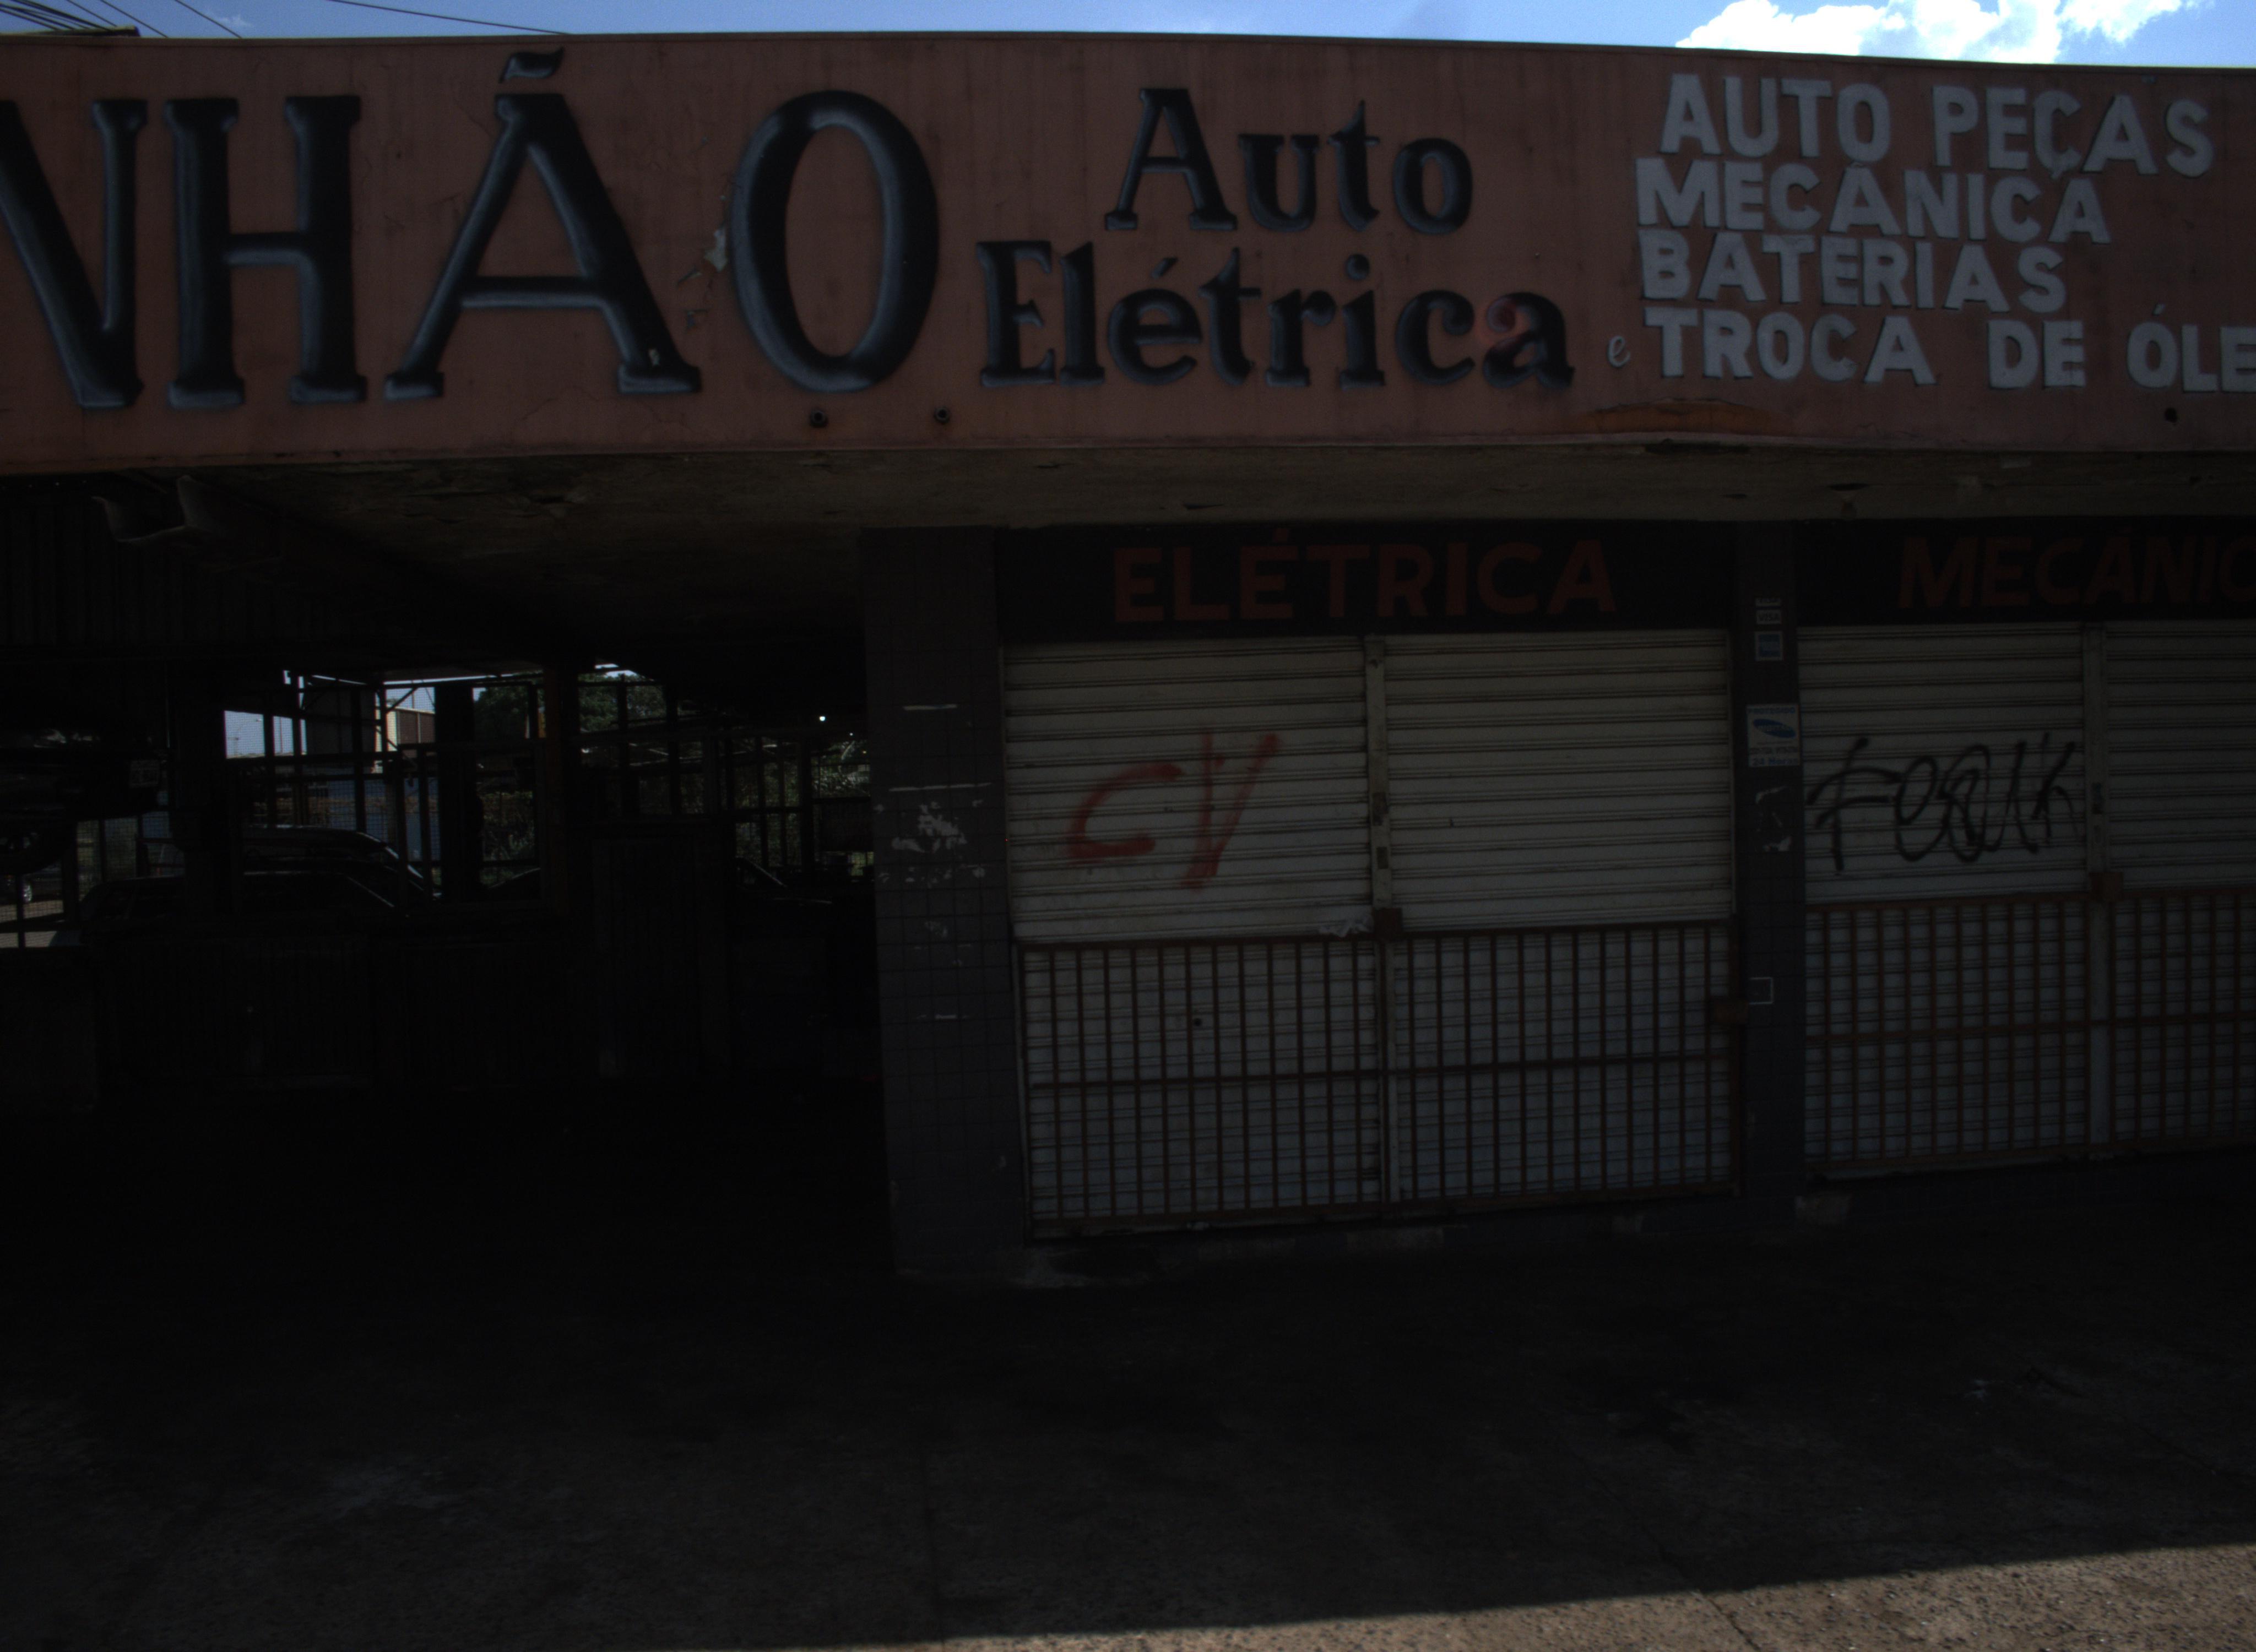 NHÃO
Auto
Elétrica
AUTO PEÇAS
MECÂNICA
BATERIAS
e TROCA DE ÓLE
ELÉTRICA
MECÂNIC
CV